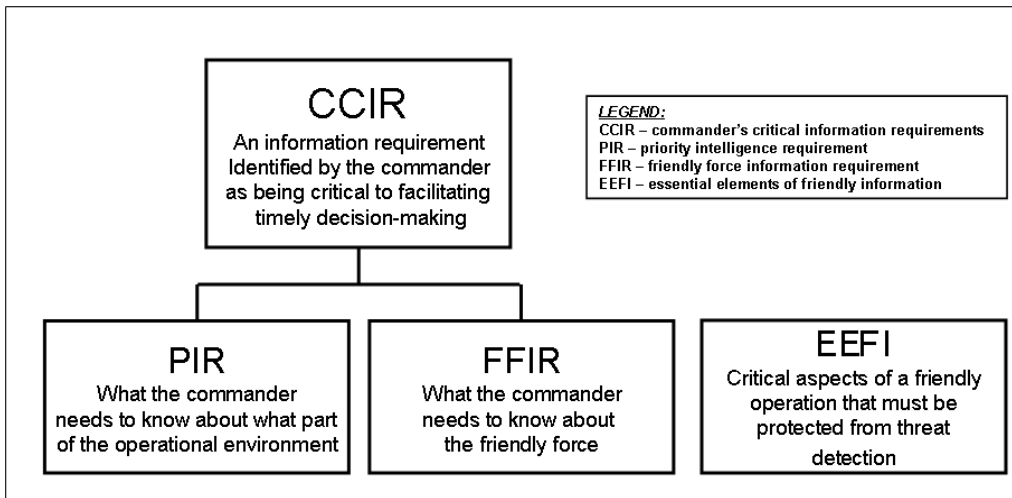 CCIR
An information requirement
Identified by the commander
as being critical to facilitating
timely decision-making
LEGEND:
CCIR – commander's critical information requirements
PIR – priority intelligence requirement
FFIR – friendly force information requirement
EEFI – essential elements of friendly information
PIR
What the commander
needs to know about what part
of the operational environment
FFIR
What the commander
needs to know about
the friendly force
EEFI
Critical aspects of a friendly
operation that must be
protected from threat
detection